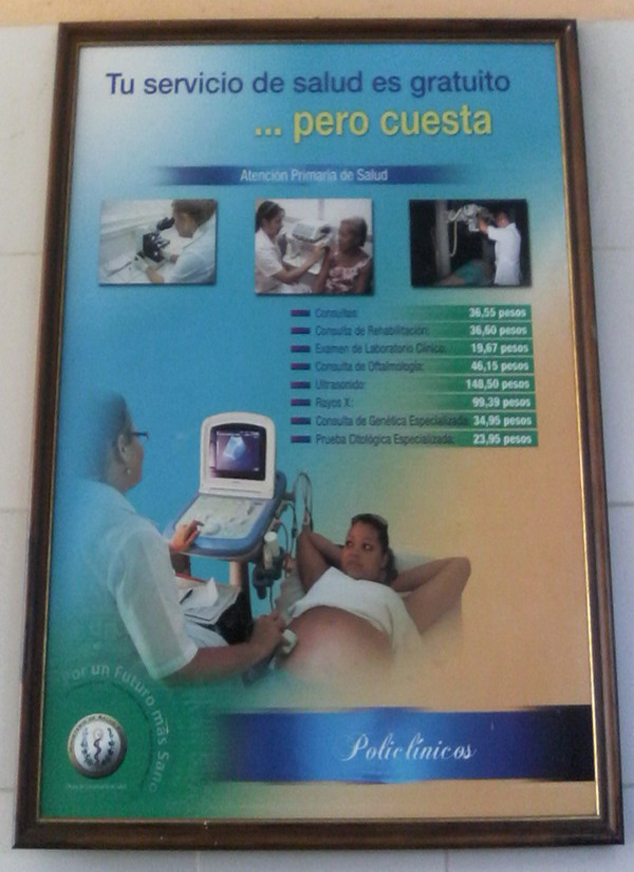 Tu servicio de salud es gratuito
... pero cuesta
Atención Primaria de Salud
Consultas: 36,55 pesos
Consulta de Rehabilitación: 36,60 pesos
Examen de Laboratorio Clínico: 19,67 pesos
Consulta de Oftalmología: 46,15 pesos
Ultrasonido: 148,50 pesos
Rayos X: 99,39 pesos
Consulta de Genética Especializada: 34,95 pesos
Prueba Citológica Especializada: 23,95 pesos
Por un Futuro más Sano
Policlínicos